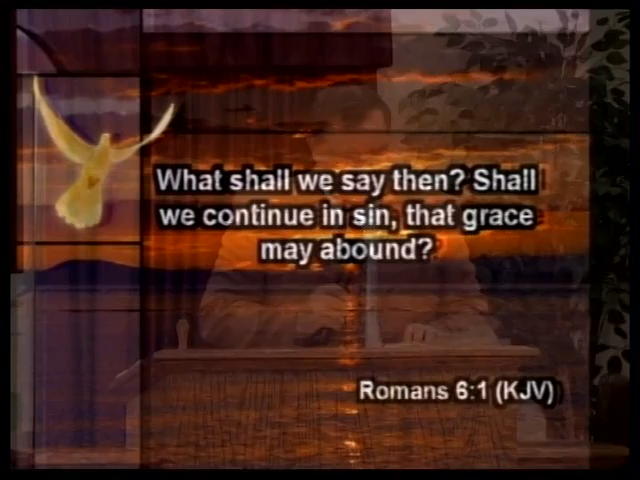 What shall we say then? Shall
we continue in sin, that grace
may abound?
Romans 6:1 (KJV)